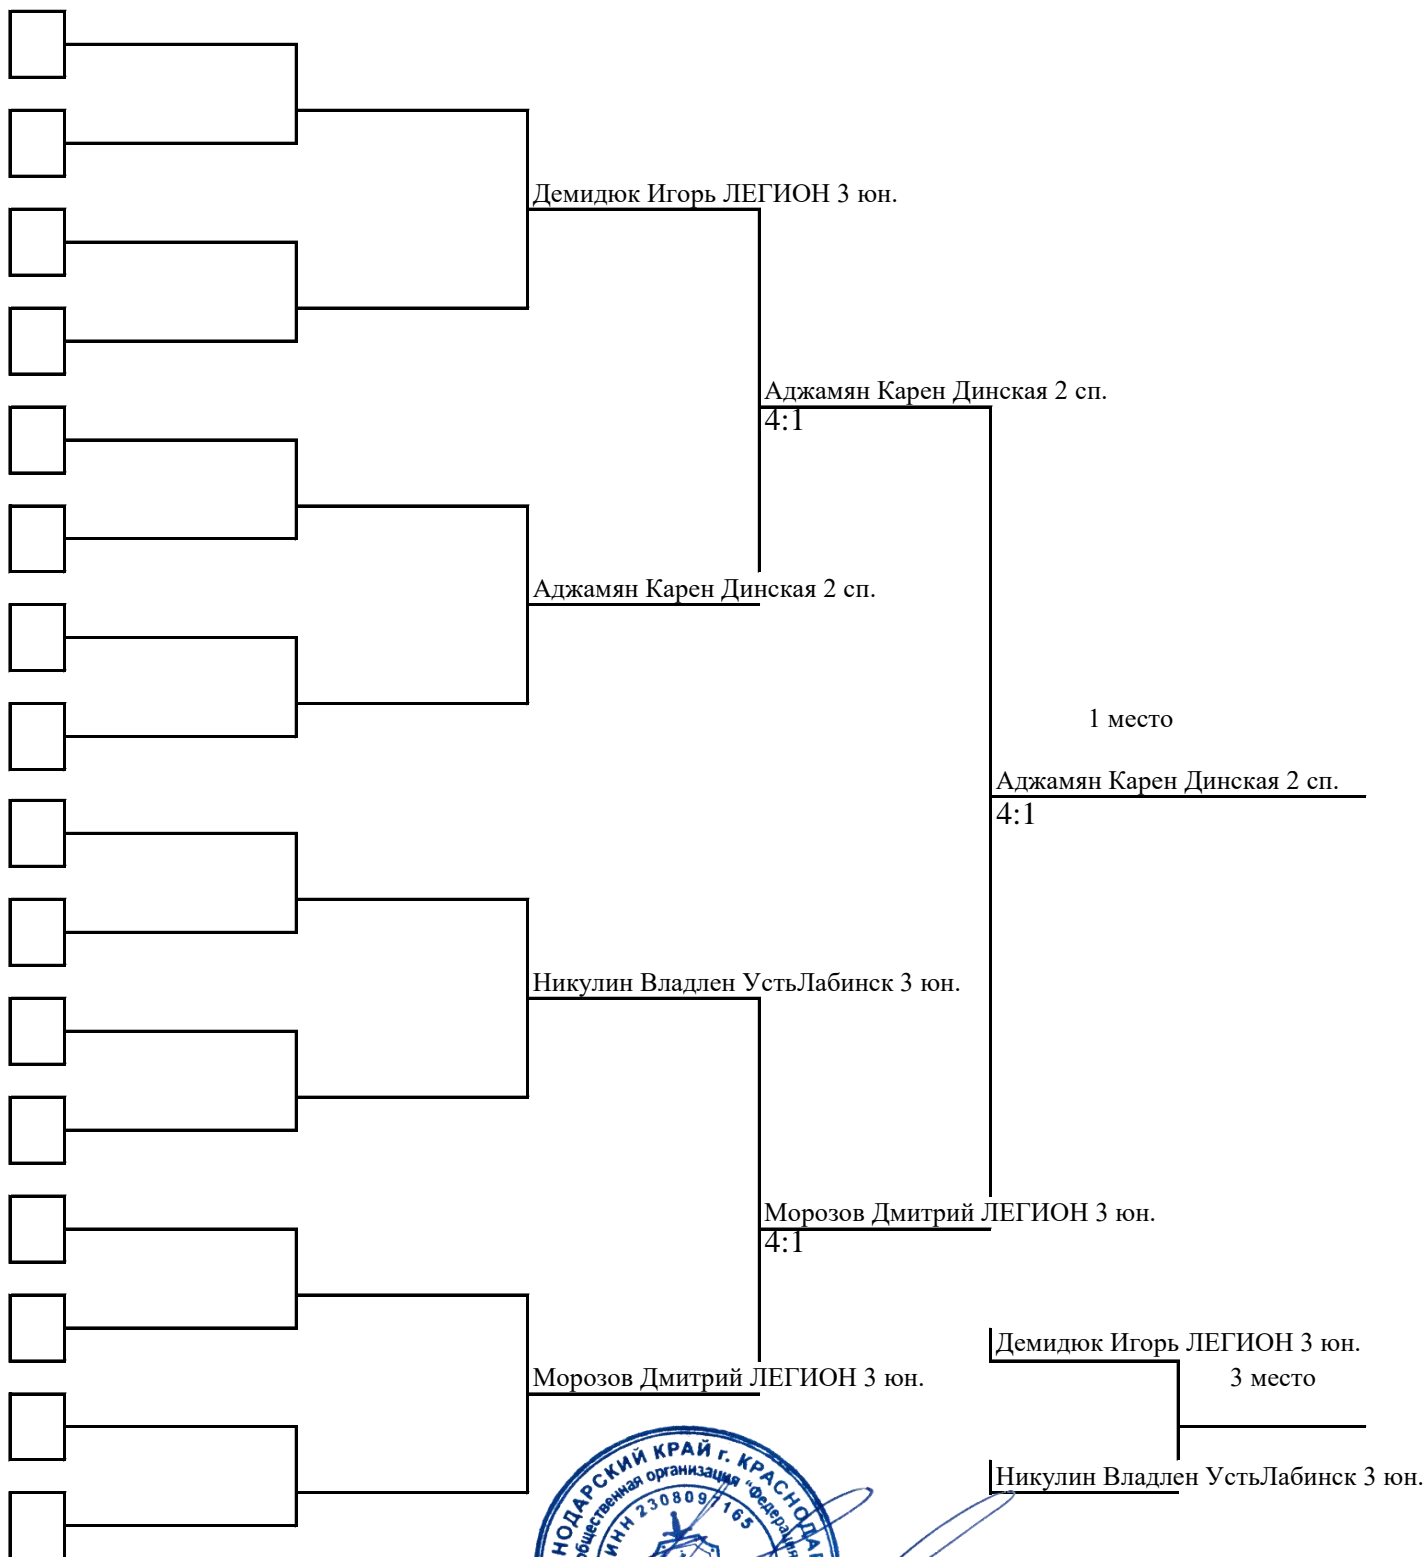 Демидюк Игорь ЛЕГИОН 3 юн.
Аджамян Карен Динская 2 сп.
4:1
Аджамян Карен Динская 2 сп.
1 место
Аджамян Карен Динская 2 сп.
4:1
Никулин Владлен УстьЛабинск 3 юн.
Морозов Дмитрий ЛЕГИОН 3 юн.
4:1
Демидюк Игорь ЛЕГИОН 3 юн.
Морозов Дмитрий ЛЕГИОН 3 юн.
3 место
Никулин Владлен УстьЛабинск 3 юн.
КРАЙ г.
общественная организация "Федерация
ИНН 2308097165